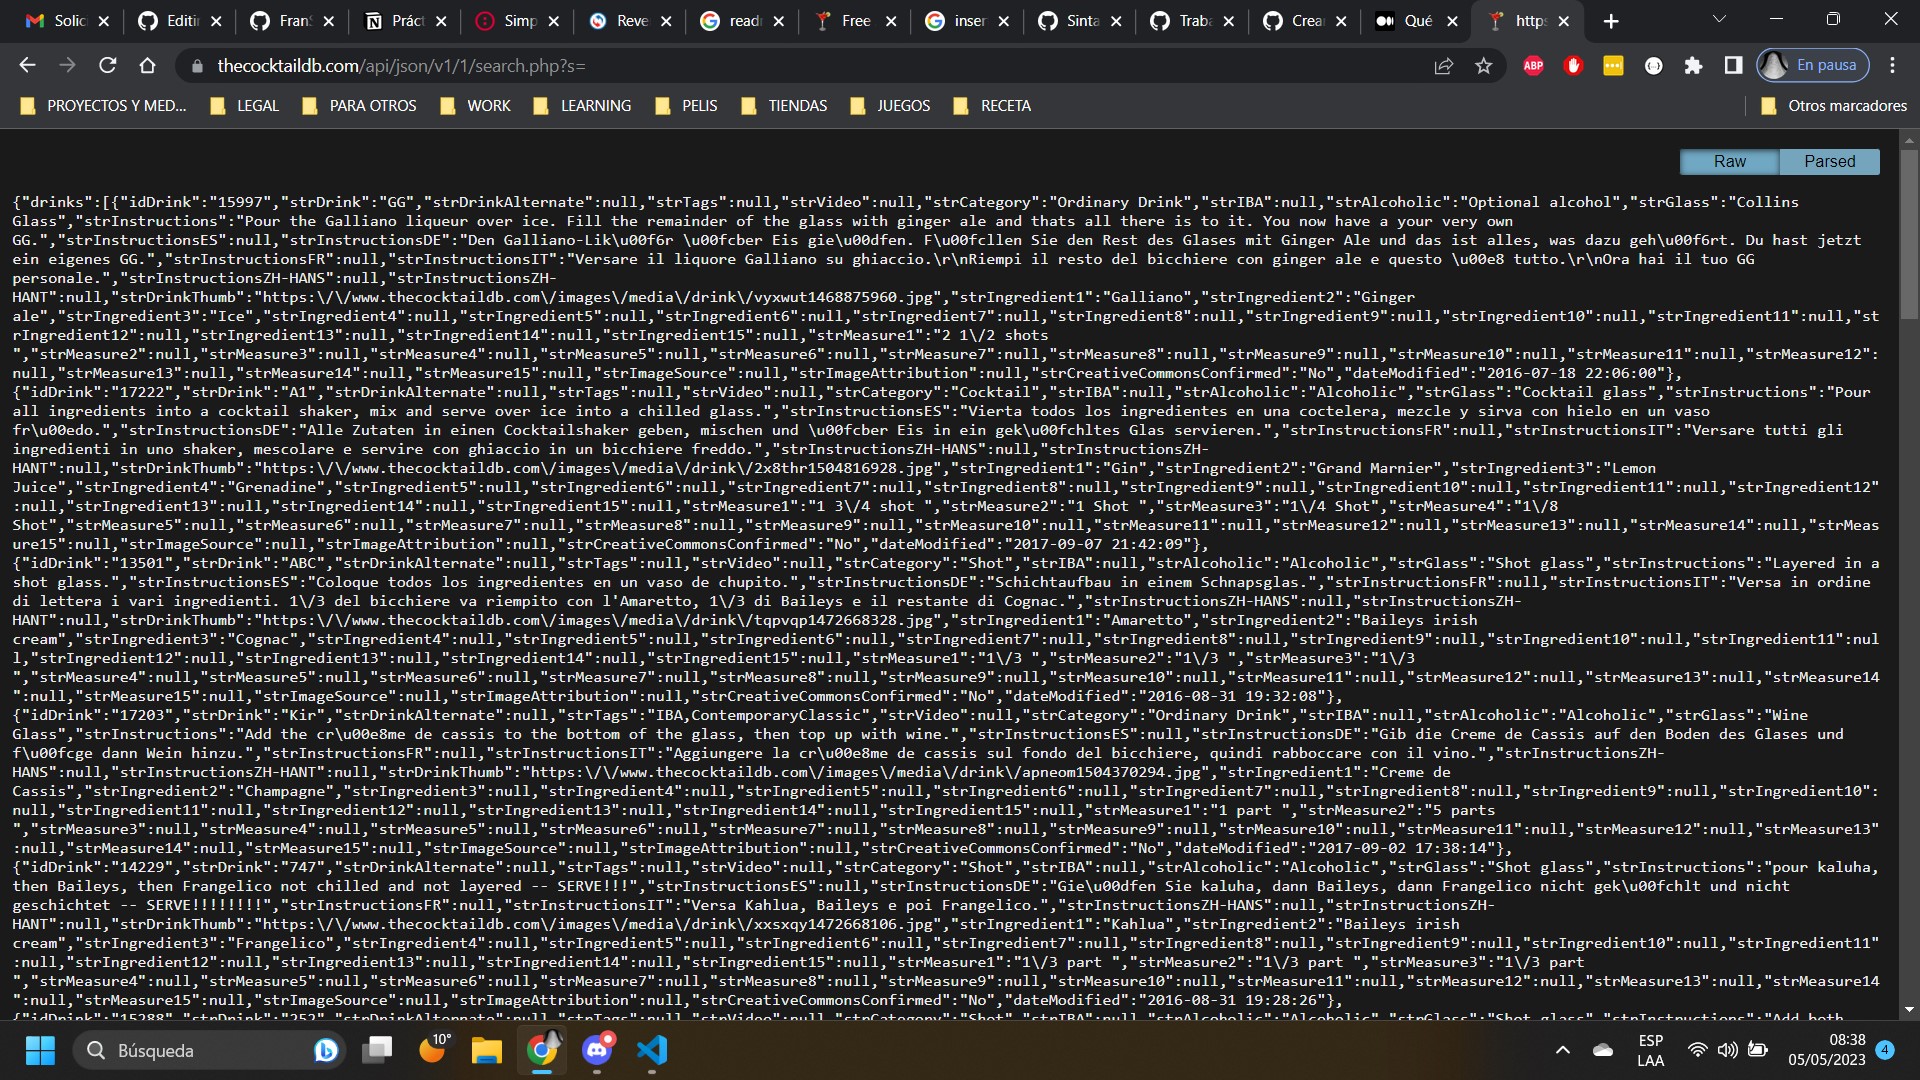 Solici
Editin
FranS
Práct
Simp
Reve
readr
Free
inser
Sinta
Traba
Crear
Qué
https
thecocktaildb.com/api/json/v1/1/search.php?s=
ABP
En pausa
PROYECTOS Y MED...
LEGAL
PARA OTROS
WORK
LEARNING
PELIS
TIENDAS
JUEGOS
RECETA
Otros marcadores
Raw
Parsed
{"drinks":[{"idDrink":"15997","strDrink":"GG","strDrinkAlternate":null,"strTags":null,"strVideo":null,"strCategory":"Ordinary Drink","strIBA":null,"strAlcoholic":"Optional alcohol","strGlass":"Collins
Glass","strInstructions":"Pour the Galliano liqueur over ice. Fill the remainder of the glass with ginger ale and thats all there is to it. You now have a your very own
GG.","strInstructionsES":null,"strInstructionsDE":"Den Galliano-Lik\u00f6r \u00fcber Eis gie\u00dfen. F\u00fcllen Sie den Rest des Glases mit Ginger Ale und das ist alles, was dazu geh\u00f6rt. Du hast jetzt
ein eigenes GG.","strInstructionsFR":null,"strInstructionsIT":"Versare il liquore Galliano su ghiaccio.\r\nRiempi il resto del bicchiere con ginger ale e questo \u00e8 tutto.\r\nOra hai il tuo GG
personale.","strInstructionsZH-HANS":null,"strInstructionsZH-
HANT":null,"strDrinkThumb":"https:\/\/www.thecocktaildb.com\/images\/media\/drink\/vyxwut1468875960.jpg","strIngredient1":"Galliano","strIngredient2":"Ginger
ale","strIngredient3":"Ice","strIngredient4":null,"strIngredient5":null,"strIngredient6":null,"strIngredient7":null,"strIngredient8":null,"strIngredient9":null,"strIngredient10":null,"strIngredient11":null,"st
rIngredient12":null,"strIngredient13":null,"strIngredient14":null,"strIngredient15":null,"strMeasure1":"2 1\/2 shots
","strMeasure2":null,"strMeasure3":null,"strMeasure4":null,"strMeasure5":null,"strMeasure6":null,"strMeasure7":null,"strMeasure8":null,"strMeasure9":null,"strMeasure10":null,"strMeasure11":null,"strMeasure12":
null,"strMeasure13":null,"strMeasure14":null,"strMeasure15":null,"strImageSource":null,"strImageAttribution":null,"strCreativeCommonsConfirmed":"No","dateModified":"2016-07-18 22:06:00"},
{"idDrink":"17222","strDrink":"A1","strDrinkAlternate":null,"strTags":null,"strVideo":null,"strCategory":"Cocktail","strIBA":null,"strAlcoholic":"Alcoholic","strGlass":"Cocktail glass","strInstructions":"Pour
all ingredients into a cocktail shaker, mix and serve over ice into a chilled glass.","strInstructionsES":"Vierta todos los ingredientes en una coctelera, mezcle y sirva con hielo en un vaso
fr\u00edo.","strInstructionsDE":"Alle Zutaten in einen Cocktailshaker geben, mischen und \u00fcber Eis in ein gek\u00fchltes Glas servieren.","strInstructionsFR":null,"strInstructionsIT":"Versare tutti gli
ingredienti in uno shaker, mescolare e servire con ghiaccio in un bicchiere freddo.","strInstructionsZH-HANS":null,"strInstructionsZH-
HANT":null,"strDrinkThumb":"https:\/\/www.thecocktaildb.com\/images\/media\/drink\/2x8thr1504816928.jpg","strIngredient1":"Gin","strIngredient2":"Grand Marnier","strIngredient3":"Lemon
Juice","strIngredient4":"Grenadine","strIngredient5":null,"strIngredient6":null,"strIngredient7":null,"strIngredient8":null,"strIngredient9":null,"strIngredient10":null,"strIngredient11":null,"strIngredient12"
:null,"strIngredient13":null,"strIngredient14":null,"strIngredient15":null,"strMeasure1":"1 3\/4 shot ","strMeasure2":"1 Shot ","strMeasure3":"1\/4 Shot","strMeasure4":"1\/8
Shot","strMeasure5":null,"strMeasure6":null,"strMeasure7":null,"strMeasure8":null,"strMeasure9":null,"strMeasure10":null,"strMeasure11":null,"strMeasure12":null,"strMeasure13":null,"strMeasure14":null,"strMeas
ure15":null,"strImageSource":null,"strImageAttribution":null,"strCreativeCommonsConfirmed":"No","dateModified":"2017-09-07 21:42:09"},
{"idDrink":"13501","strDrink":"ABC","strDrinkAlternate":null,"strTags":null,"strVideo":null,"strCategory":"Shot","strIBA":null,"strAlcoholic":"Alcoholic","strGlass":"Shot glass","strInstructions":"Layered in a
shot glass.","strInstructionsES":"Coloque todos los ingredientes en un vaso de chupito.","strInstructionsDE":"Schichtaufbau in einem Schnapsglas.","strInstructionsFR":null,"strInstructionsIT":"Versa in ordine
di lettera i vari ingredienti. 1\/3 del bicchiere va riempito con l'Amaretto, 1\/3 di Baileys e il restante di Cognac.","strInstructionsZH-HANS":null,"strInstructionsZH-
HANT":null,"strDrinkThumb":"https:\/\/www.thecocktaildb.com\/images\/media\/drink\/tqpvqp1472668328.jpg","strIngredient1":"Amaretto","strIngredient2":"Baileys irish
cream","strIngredient3":"Cognac","strIngredient4":null,"strIngredient5":null,"strIngredient6":null,"strIngredient7":null,"strIngredient8":null,"strIngredient9":null,"strIngredient10":null,"strIngredient11":nul
l,"strIngredient12":null,"strIngredient13":null,"strIngredient14":null,"strIngredient15":null,"strMeasure1":"1\/3 ","strMeasure2":"1\/3 ","strMeasure3":"1\/3
","strMeasure4":null,"strMeasure5":null,"strMeasure6":null,"strMeasure7":null,"strMeasure8":null,"strMeasure9":null,"strMeasure10":null,"strMeasure11":null,"strMeasure12":null,"strMeasure13":null,"strMeasure14
":null,"strMeasure15":null,"strImageSource":null,"strImageAttribution":null,"strCreativeCommonsConfirmed":"No","dateModified":"2016-08-31 19:32:08"},
{"idDrink":"17203","strDrink":"Kir","strDrinkAlternate":null,"strTags":"IBA,ContemporaryClassic","strVideo":null,"strCategory":"Ordinary Drink","strIBA":null,"strAlcoholic":"Alcoholic","strGlass":"Wine
Glass","strInstructions":"Add the cr\u00e8me de cassis to the bottom of the glass, then top up with wine.","strInstructionsES":null,"strInstructionsDE":"Gib die Creme de Cassis auf den Boden des Glases und
f\u00fcge dann Wein hinzu.","strInstructionsFR":null,"strInstructionsIT":"Aggiungere la cr\u00e8me de cassis sul fondo del bicchiere, quindi rabboccare con il vino.","strInstructionsZH-
HANS":null,"strInstructionsZH-HANT":null,"strDrinkThumb":"https:\/\/www.thecocktaildb.com\/images\/media\/drink\/apneom1504370294.jpg","strIngredient1":"Creme de
Cassis","strIngredient2":"Champagne","strIngredient3":null,"strIngredient4":null,"strIngredient5":null,"strIngredient6":null,"strIngredient7":null,"strIngredient8":null,"strIngredient9":null,"strIngredient10":
null,"strIngredient11":null,"strIngredient12":null,"strIngredient13":null,"strIngredient14":null,"strIngredient15":null,"strMeasure1":"1 part ","strMeasure2":"5 parts
","strMeasure3":null,"strMeasure4":null,"strMeasure5":null,"strMeasure6":null,"strMeasure7":null,"strMeasure8":null,"strMeasure9":null,"strMeasure10":null,"strMeasure11":null,"strMeasure12":null,"strMeasure13"
:null,"strMeasure14":null,"strMeasure15":null,"strImageSource":null,"strImageAttribution":null,"strCreativeCommonsConfirmed":"No","dateModified":"2017-09-02 17:38:14"},
{"idDrink":"14229","strDrink":"747","strDrinkAlternate":null,"strTags":null,"strVideo":null,"strCategory":"Shot","strIBA":null,"strAlcoholic":"Alcoholic","strGlass":"Shot glass","strInstructions":"pour kaluha,
then Baileys, then Frangelico not chilled and not layered -- SERVE!!!","strInstructionsES":null,"strInstructionsDE":"Gie\u00dfen Sie kaluha, dann Baileys, dann Frangelico nicht gek\u00fchlt und nicht
geschichtet -- SERVE!!!!!!!!","strInstructionsFR":null,"strInstructionsIT":"Versa Kahlua, Baileys e poi Frangelico.","strInstructionsZH-HANS":null,"strInstructionsZH-
HANT":null,"strDrinkThumb":"https:\/\/www.thecocktaildb.com\/images\/media\/drink\/xxsxqy1472668106.jpg","strIngredient1":"Kahlua","strIngredient2":"Baileys irish
cream","strIngredient3":"Frangelico","strIngredient4":null,"strIngredient5":null,"strIngredient6":null,"strIngredient7":null,"strIngredient8":null,"strIngredient9":null,"strIngredient10":null,"strIngredient11"
:null,"strIngredient12":null,"strIngredient13":null,"strIngredient14":null,"strIngredient15":null,"strMeasure1":"1\/3 part ","strMeasure2":"1\/3 part ","strMeasure3":"1\/3 part
","strMeasure4":null,"strMeasure5":null,"strMeasure6":null,"strMeasure7":null,"strMeasure8":null,"strMeasure9":null,"strMeasure10":null,"strMeasure11":null,"strMeasure12":null,"strMeasure13":null,"strMeasure14
":null,"strMeasure15":null,"strImageSource":null,"strImageAttribution":null,"strCreativeCommonsConfirmed":"No","dateModified":"2016-08-31 19:28:26"},
{"idDrink":"15288","strDrink":"252","strDrinkAlternate":null,"strTags":null,"strVideo":null,"strCategory":"Shot","strIBA":null,"strAlcoholic":"Alcoholic","strGlass":"Shot glass","strInstructions":"Add both
Búsqueda
10°
ESP
LAA
08:38
05/05/2023
4